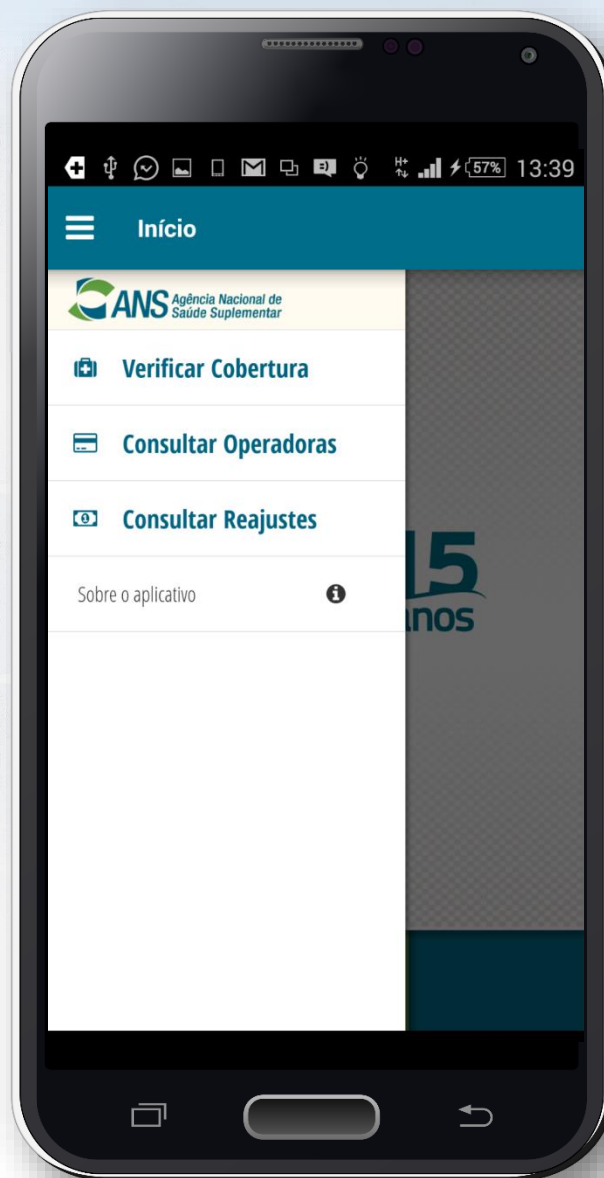 57% 13:39
Início
ANS Agência Nacional de
Saúde Suplementar
Verificar Cobertura
Consultar Operadoras
Consultar Reajustes
Sobre o aplicativo
15
anos